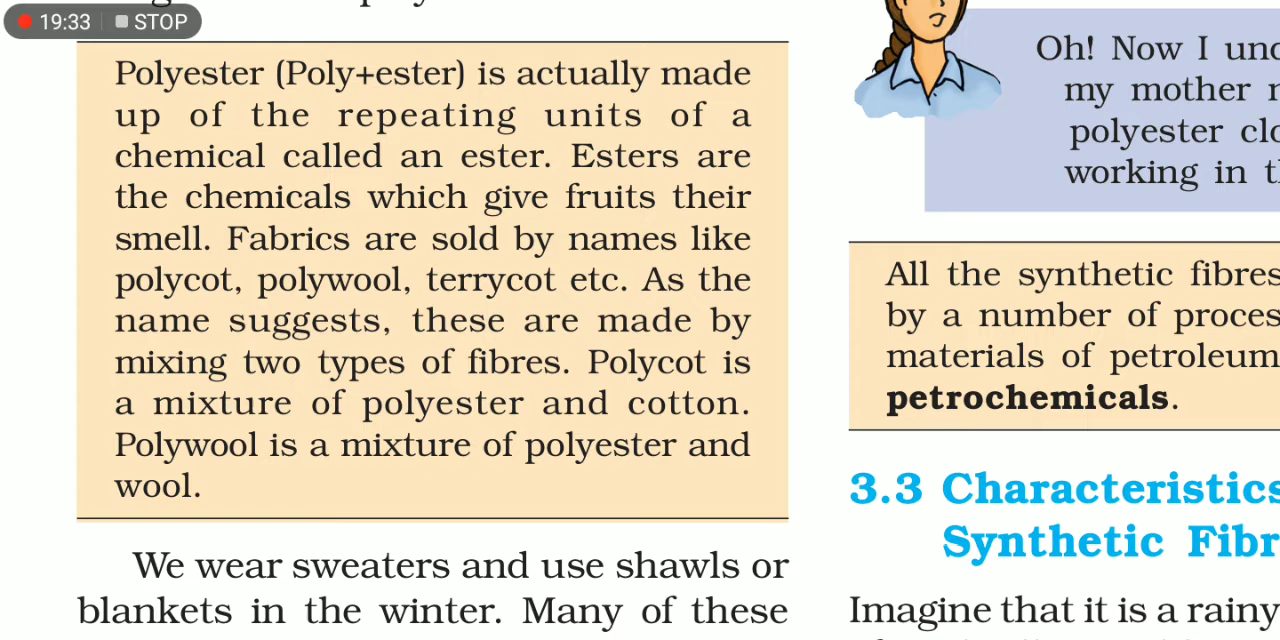 19:33 STOP
Polyester (Poly+ester) is actually made
up of the repeating units of a
chemical called an ester. Esters are
the chemicals which give fruits their
smell. Fabrics are sold by names like
polycot, polywool, terrycot etc. As the
name suggests, these are made by
mixing two types of fibres. Polycot is
a mixture of polyester and cotton.
Polywool is a mixture of polyester and
wool.
We wear sweaters and use shawls or
blankets in the winter. Many of these
Oh! Now I
my mother
polyester
working in
All the synthetic fibres
by a number of
materials of petroleum
petrochemicals.
3.3 Characteristics
Synthetic
Imagine that it is a rainy